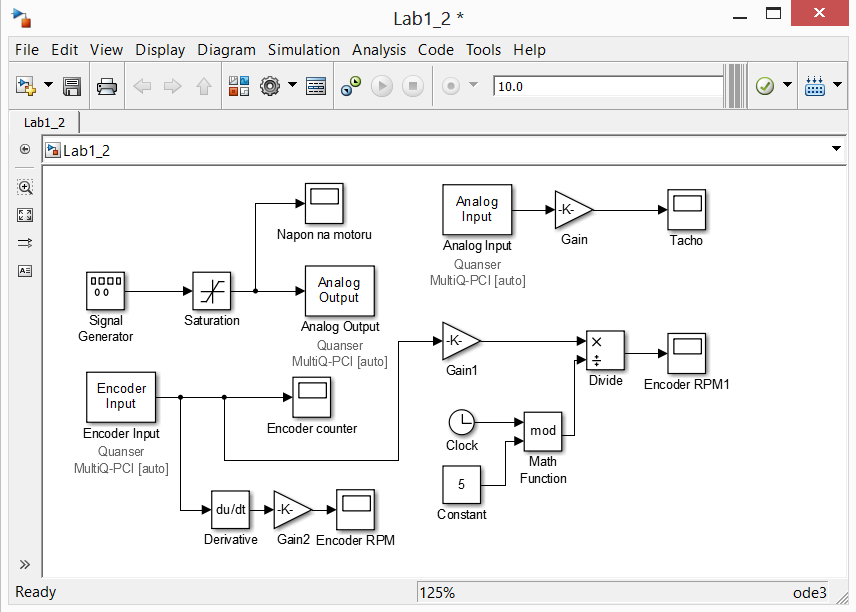 Lab1_2 *
File Edit View Display Diagram Simulation Analysis Code Tools Help
10.0
Lab1_2
Lab1_2
Napon na motoru
Analog
Input
Analog Input
Quanser
MultiQ-PCI [auto]
-K-
Gain
Tacho
Signal
Generator
Saturation
Analog
Output
Analog Output
Quanser
MultiQ-PCI [auto]
Encoder
Input
Encoder Input
Quanser
MultiQ-PCI [auto]
Encoder counter
-K-
Gain1
×
÷
Divide
Encoder RPM1
Clock
mod
Math
Function
5
Constant
du/dt
Derivative
-K-
Gain2
Encoder RPM
Ready
125%
ode3